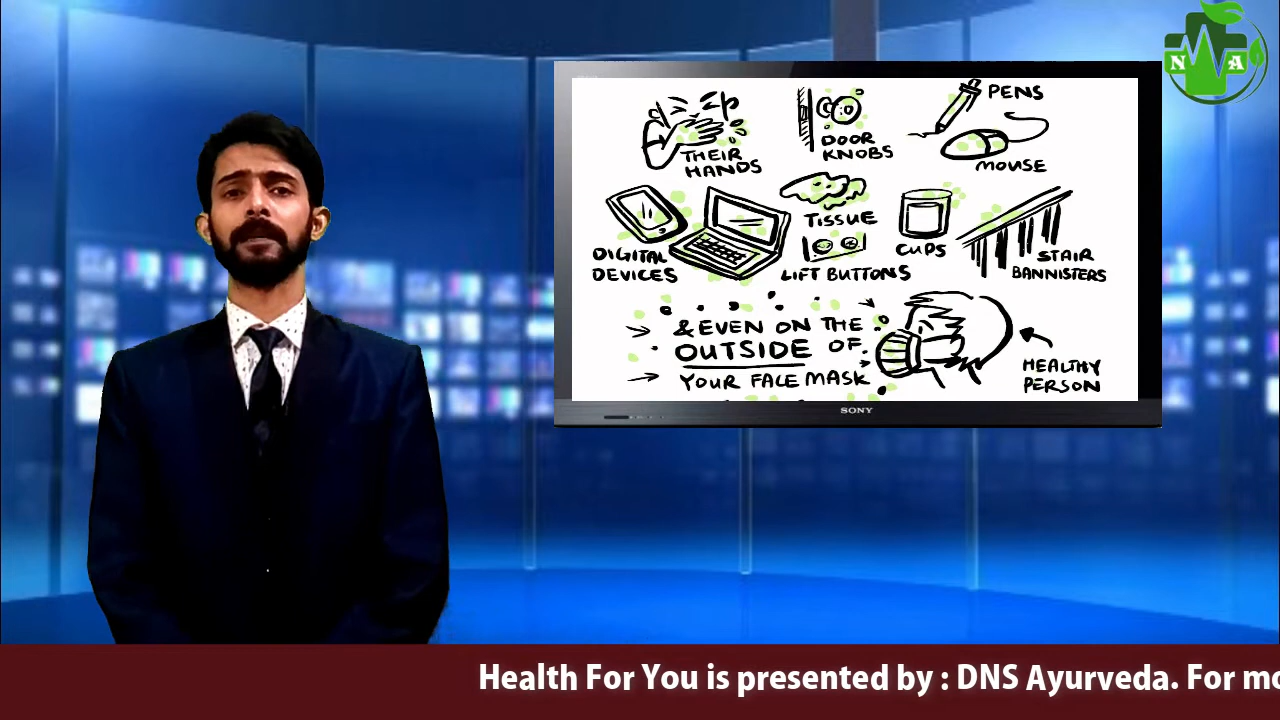 N A
PENS
DOOR
KNOBS
THEIR
HANDS
MOUSE
TISSUE
CUPS
DIGITAL
DEVICES
LIFT BUTTONS
STAIR
BANNISTERS
& EVEN ON THE
OUTSIDE OF
YOUR FACE MASK
HEALTHY
PERSON
SONY
Health For You is presented by : DNS Ayurveda. For mo